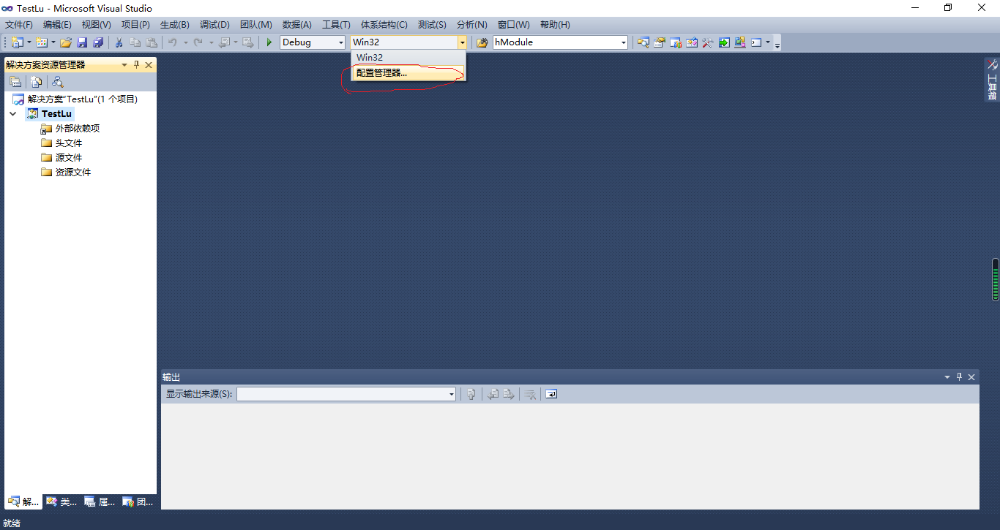 TestLu - Microsoft Visual Studio
文件(F) 编辑(E) 视图(V) 项目(P) 生成(B) 调试(D) 团队(M) 数据(A) 工具(T) 体系结构(C) 测试(S) 分析(N) 窗口(W) 帮助(H)
Debug Win32 hModule
Win32
配置管理器...
解决方案资源管理器
解决方案“TestLu”(1 个项目)
TestLu
外部依赖项
头文件
源文件
资源文件
工具箱
输出
显示输出来源(S):
解... 类... 属... 团...
就绪